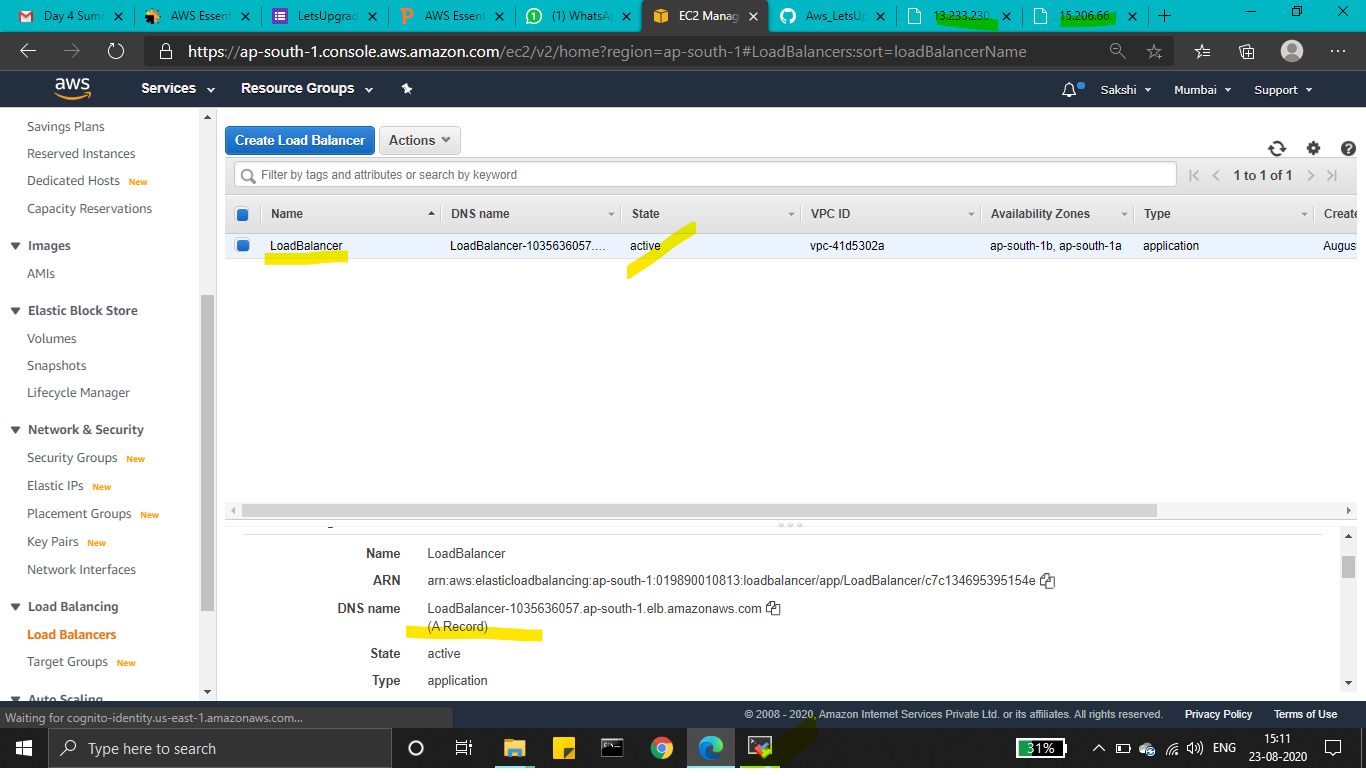 Day 4 Summ
AWS Essent
LetsUpgrad
AWS Essent
(1) WhatsA
EC2 Manag
Aws_LetsUp
13.233.230.
15.206.66.
https://ap-south-1.console.aws.amazon.com/ec2/v2/home?region=ap-south-1#LoadBalancers:sort=loadBalancerName
aws Services Resource Groups Sakshi Mumbai Support
Savings Plans
Reserved Instances
Dedicated Hosts New
Capacity Reservations
Images
AMIs
Elastic Block Store
Volumes
Snapshots
Lifecycle Manager
Network & Security
Security Groups New
Elastic IPs New
Placement Groups New
Key Pairs New
Network Interfaces
Load Balancing
Load Balancers
Target Groups New
Auto Scaling
Create Load Balancer Actions
Filter by tags and attributes or search by keyword
1 to 1 of 1
Name DNS name State VPC ID Availability Zones Type Create
LoadBalancer LoadBalancer-1035636057.... active vpc-41d5302a ap-south-1b, ap-south-1a application Augus
Name LoadBalancer
ARN arn:aws:elasticloadbalancing:ap-south-1:019890010813:loadbalancer/app/LoadBalancer/c7c134695395154e
DNS name LoadBalancer-1035636057.ap-south-1.elb.amazonaws.com
(A Record)
State active
Type application
Waiting for cognito-identity.us-east-1.amazonaws.com...
© 2008 - 2020, Amazon Internet Services Private Ltd. or its affiliates. All rights reserved. Privacy Policy Terms of Use
Type here to search
31%
ENG
15:11
23-08-2020